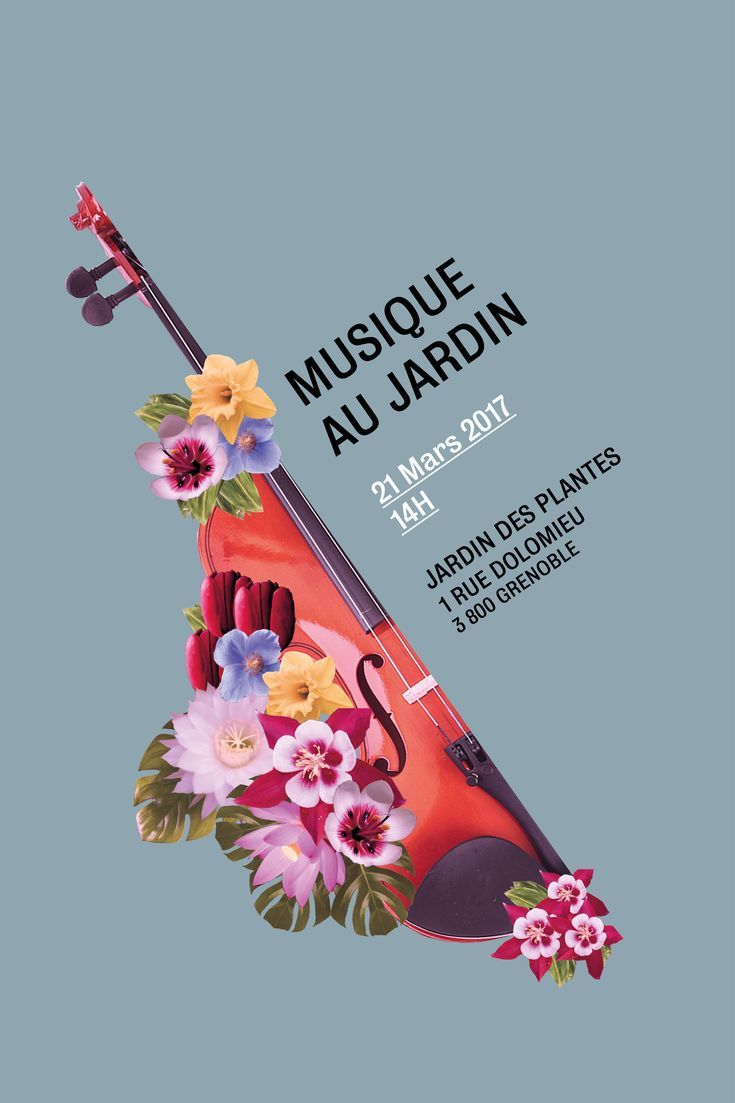 MUSIQUE
AU JARDIN
21 Mars 2017
14H
JARDIN DES PLANTES
1 RUE DOLOMIEU
3 800 GRENOBLE